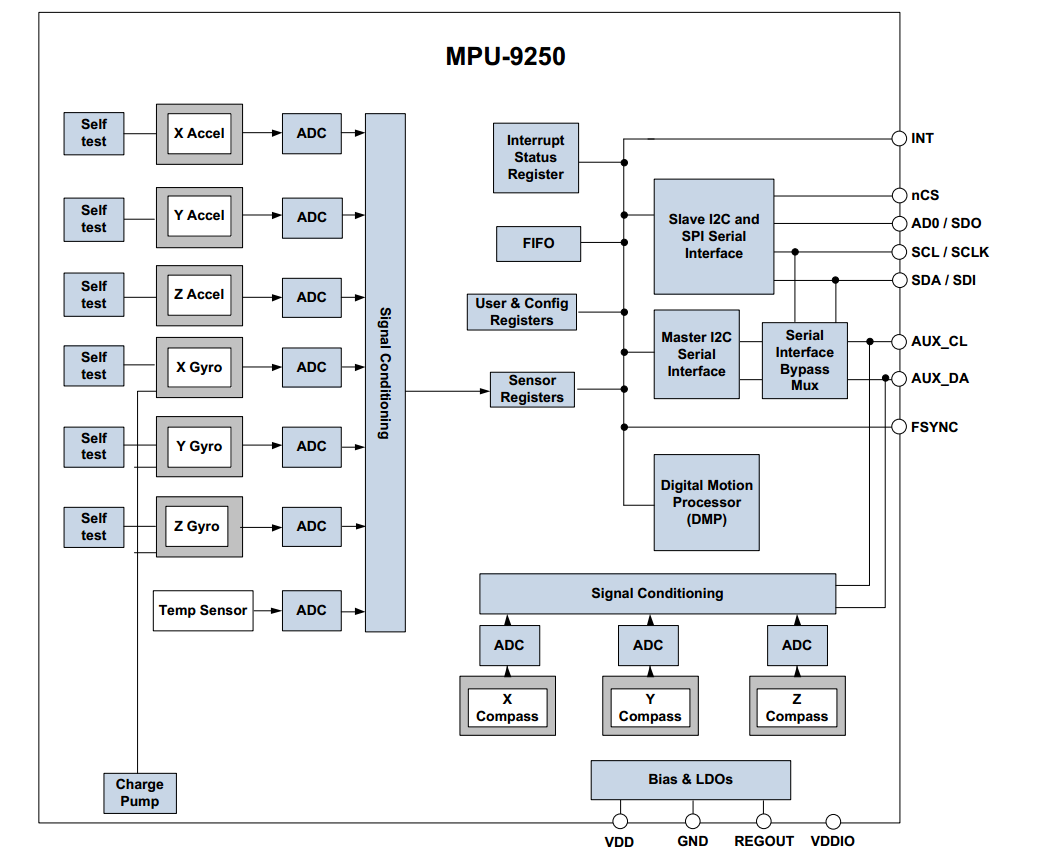 MPU-9250
Self
test
X Accel
ADC
Self
test
Y Accel
ADC
Self
test
Z Accel
ADC
Self
test
X Gyro
ADC
Self
test
Y Gyro
ADC
Self
test
Z Gyro
ADC
Temp Sensor
ADC
Signal Conditioning
Charge
Pump
Interrupt
Status
Register
FIFO
User & Config
Registers
Sensor
Registers
Slave I2C and
SPI Serial
Interface
Master I2C
Serial
Interface
Serial
Interface
Bypass
Mux
Digital Motion
Processor
(DMP)
INT
nCS
AD0 / SDO
SCL / SCLK
SDA / SDI
AUX_CL
AUX_DA
FSYNC
Signal Conditioning
ADC
ADC
ADC
X
Compass
Y
Compass
Z
Compass
Bias & LDOs
VDD
GND
REGOUT
VDDIO